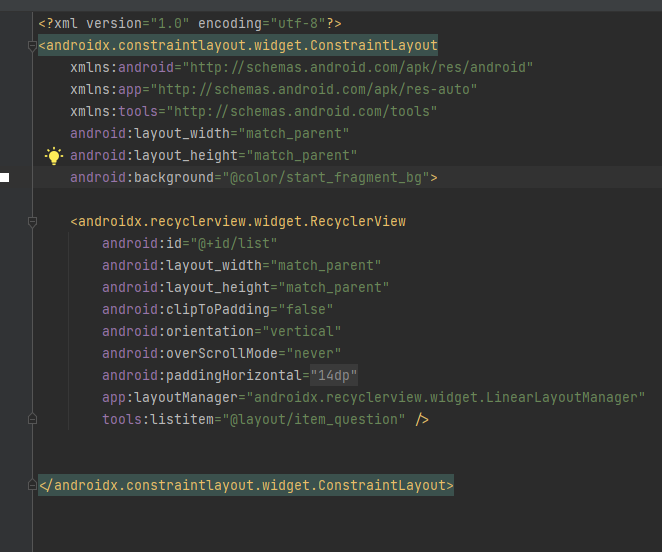 <?xml version="1.0" encoding="utf-8"?>
<androidx.constraintlayout.widget.ConstraintLayout
    xmlns:android="http://schemas.android.com/apk/res/android"
    xmlns:app="http://schemas.android.com/apk/res-auto"
    xmlns:tools="http://schemas.android.com/tools"
    android:layout_width="match_parent"
    android:layout_height="match_parent"
    android:background="@color/start_fragment_bg">
    <androidx.recyclerview.widget.RecyclerView
        android:id="@+id/list"
        android:layout_width="match_parent"
        android:layout_height="match_parent"
        android:clipToPadding="false"
        android:orientation="vertical"
        android:overScrollMode="never"
        android:paddingHorizontal="14dp"
        app:layoutManager="androidx.recyclerview.widget.LinearLayoutManager"
        tools:listitem="@layout/item_question" />
</androidx.constraintlayout.widget.ConstraintLayout>